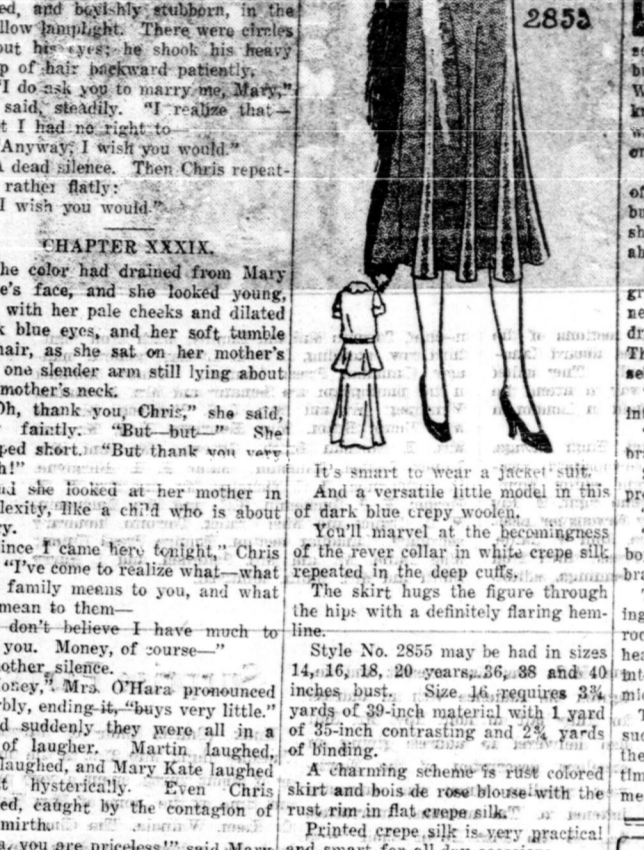 ed, and boyishly stubborn, in the
llow lamplight. There were circles
out his eyes; he shook his heavy
p of hair backward patiently.
"I do ask you to marry me, Mary,"
said, steadily. "I realize that—
t I had no right to
Anyway, I wish you would."
A dead silence. Then Chris repeat-
rather flatly:
I wish you would."
CHAPTER XXXIX.
he color had drained from Mary
e's face, and she looked young,
with her pale cheeks and dilated
k blue eyes, and her soft tumble
hair, as she sat on her mother's
one slender arm still lying about
mother's neck.
Oh, thank you, Chris," she said,
faintly. "But—but—" She
ped short. "But thank you very
h!"
nd she looked at her mother in
lexity, like a child who is about
ry.
ince I came here tonight," Chris
"I've come to realize what—what
family means to you, and what
mean to them—
don't believe I have much to
you. Money, of course—"
other silence.
oney," Mrs. O'Hara pronounced
rbly, ending it, "buys very little."
d suddenly they were all in a
of laugher. Martin laughed,
laughed, and Mary Kate laughed
t hysterically. Even Chris
ed, caught by the contagion of
mirth.
you are priceless!" said Mary
2855
It's smart to wear a jacket suit.
And a versatile little model in this
of dark blue crepy woolen.
You'll marvel at the becomingness
of the rever collar in white crepe silk
repeated in the deep cuffs.
The skirt hugs the figure through
the hips with a definitely flaring hem-
line.
Style No. 2855 may be had in sizes
14, 16, 18, 20 years, 36, 38 and 40
inches bust. Size 16 requires 3¾
yards of 39-inch material with 1 yard
of 35-inch contrasting and 2¾ yards
of binding.
A charming scheme is rust colored
skirt and bois de rose blouse with the
rust rim in flat crepe silk.
Printed crepe silk is very practical
and smart for all day occasions